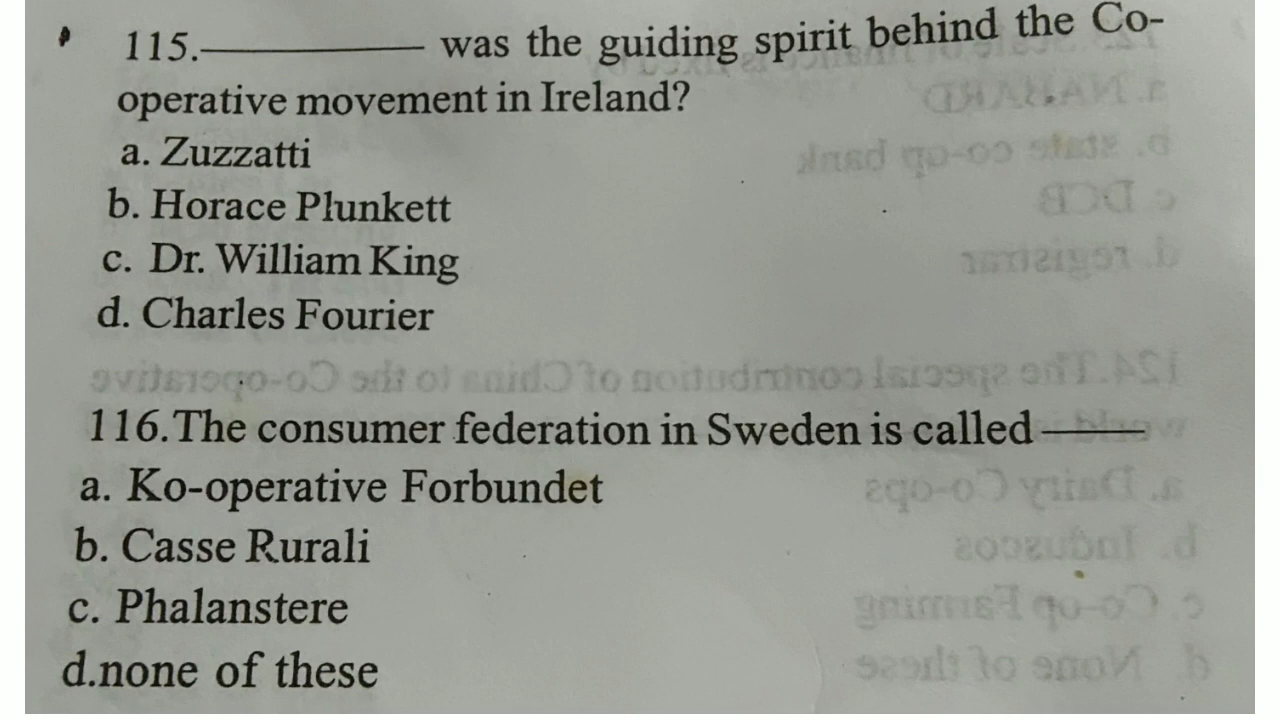 115.———— was the guiding spirit behind the Co-
operative movement in Ireland?
a. Zuzzatti
b. Horace Plunkett
c. Dr. William King
d. Charles Fourier
116.The consumer federation in Sweden is called ——
a. Ko-operative Forbundet
b. Casse Rurali
c. Phalanstere
d.none of these